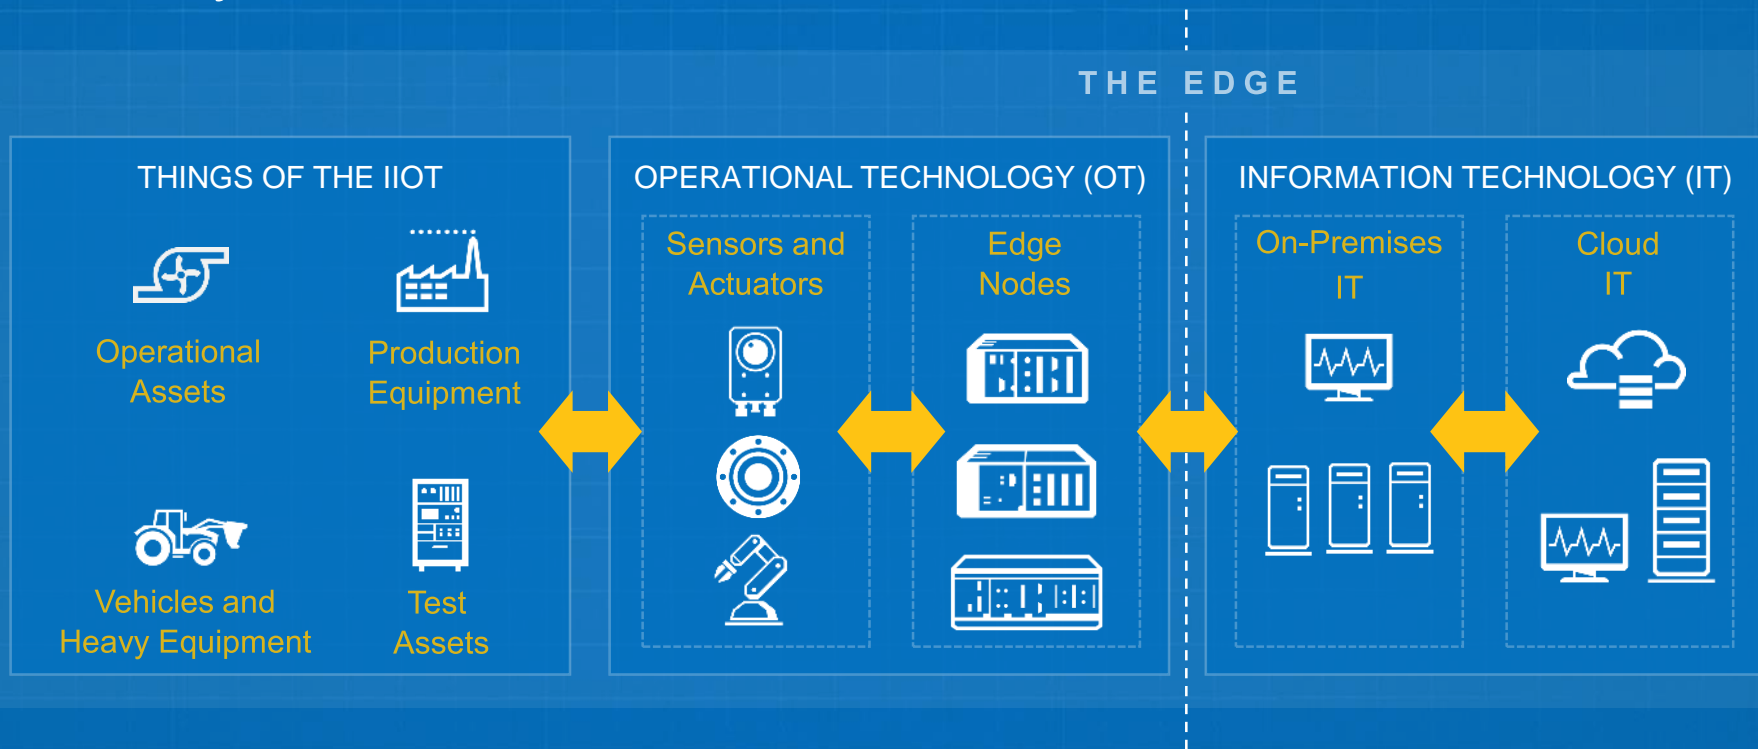 THE EDGE
THINGS OF THE IIOT
Operational
Assets
Production
Equipment
Vehicles and
Heavy Equipment
Test
Assets
OPERATIONAL TECHNOLOGY (OT)
Sensors and
Actuators
Edge
Nodes
INFORMATION TECHNOLOGY (IT)
On-Premises
IT
Cloud
IT